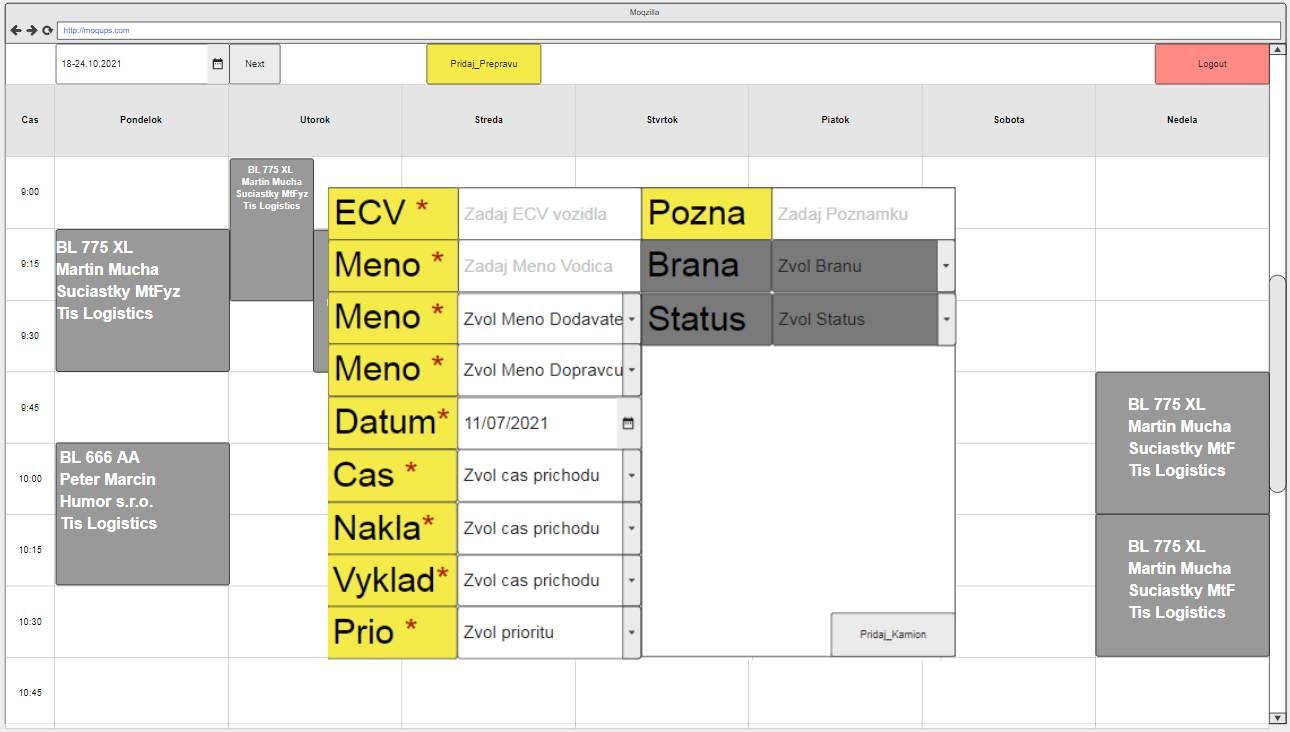 Moqzilla
http://moqups.com
18-24.10.2021
Next
Pridaj_Prepravu
Logout
Cas
Pondelok
Utorok
Streda
Stvrtok
Piatok
Sobota
Nedela
9:00
9:15
9:30
9:45
10:00
10:15
10:30
10:45
BL 775 XL
Martin Mucha
Suciastky MtFyz
Tis Logistics
BL 666 AA
Peter Marcin
Humor s.r.o.
Tis Logistics
BL 775 XL
Martin Mucha
Suciastky MtFyz
Tis Logistics
ECV *
Zadaj ECV vozidla
Pozna
Zadaj Poznamku
Meno *
Zadaj Meno Vodica
Brana
Zvol Branu
Meno *
Zvol Meno Dodavate
Status
Zvol Status
Meno *
Zvol Meno Dopravcu
Datum*
11/07/2021
Cas *
Zvol cas prichodu
Nakla*
Zvol cas prichodu
Vyklad*
Zvol cas prichodu
Prio *
Zvol prioritu
Pridaj_Kamion
BL 775 XL
Martin Mucha
Suciastky MtF
Tis Logistics
BL 775 XL
Martin Mucha
Suciastky MtF
Tis Logistics